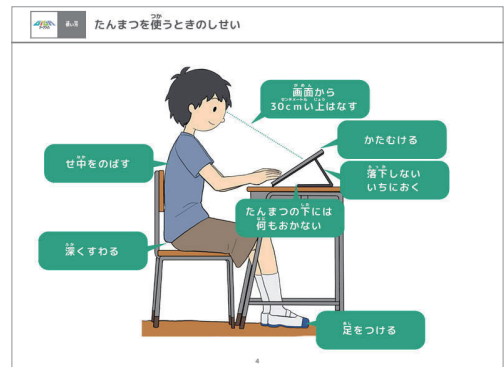 たんまつを使うときのしせい
画面から
30cmい上はなす
かたむける
せ中をのばす
落下しない
いちにおく
たんまつの下には
何もおかない
深くすわる
足をつける
4